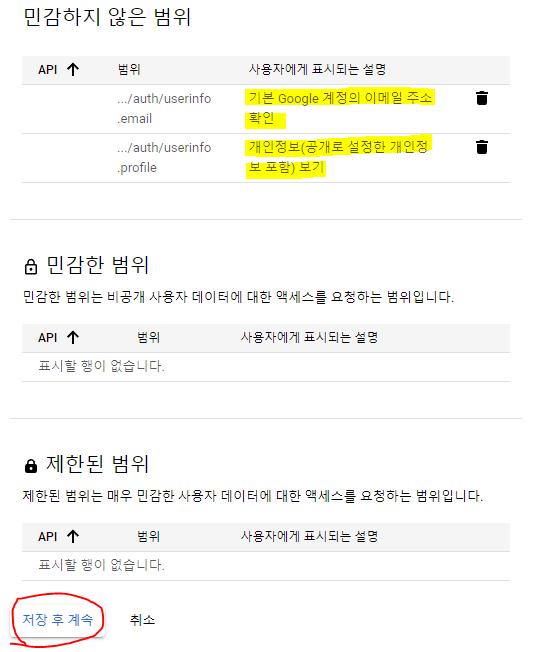 민감하지 않은 범위
API 범위 사용자에게 표시되는 설명
.../auth/userinfo 기본 Google 계정의 이메일 주소
.email 확인
.../auth/userinfo 개인정보(공개로 설정한 개인정
.profile 보 포함) 보기
민감한 범위
민감한 범위는 비공개 사용자 데이터에 대한 액세스를 요청하는 범위입니다.
API 범위 사용자에게 표시되는 설명
표시할 행이 없습니다.
제한된 범위
제한된 범위는 매우 민감한 사용자 데이터에 대한 액세스를 요청하는 범위입니다.
API 범위 사용자에게 표시되는 설명
표시할 행이 없습니다.
저장 후 계속 취소